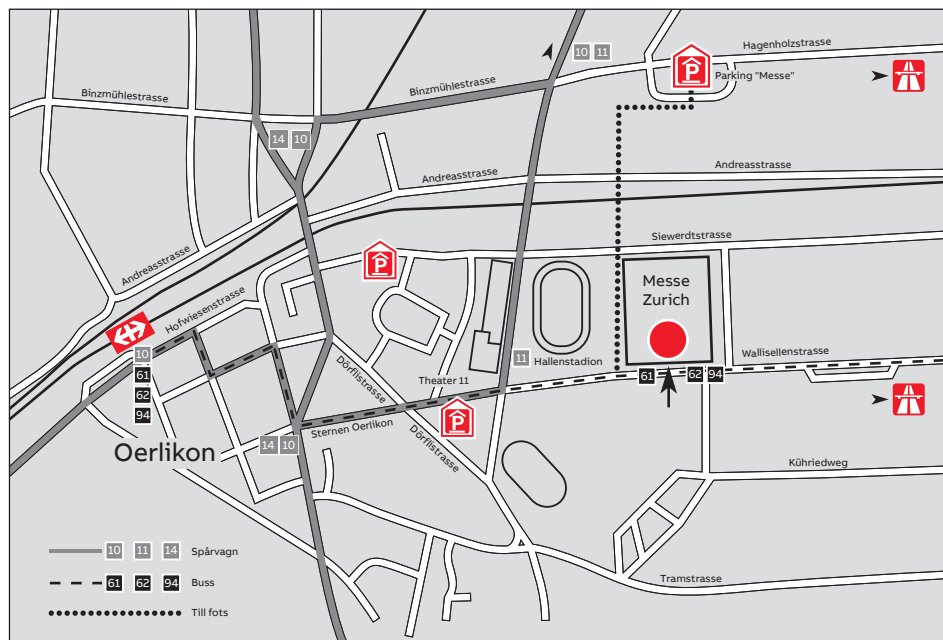 Hagenholzstrasse
10 11
P
Parking "Messe"
Binzmühlestrasse
Binzmühlestrasse
14 10
Andreasstrasse
Andreasstrasse
Siewerdtstrasse
Andreasstrasse
P
Messe
Zurich
Hofwiesenstrasse
10
61
62
94
11
Hallenstadion
Wallisellenstrasse
61 62 94
Dörflistrasse
Theater 11
P
Sternen Oerlikon
14 10
Dörflistrasse
Oerlikon
Kühriedweg
10 11 14 Spårvagn
61 62 94 Buss
Till fots
Tramstrasse